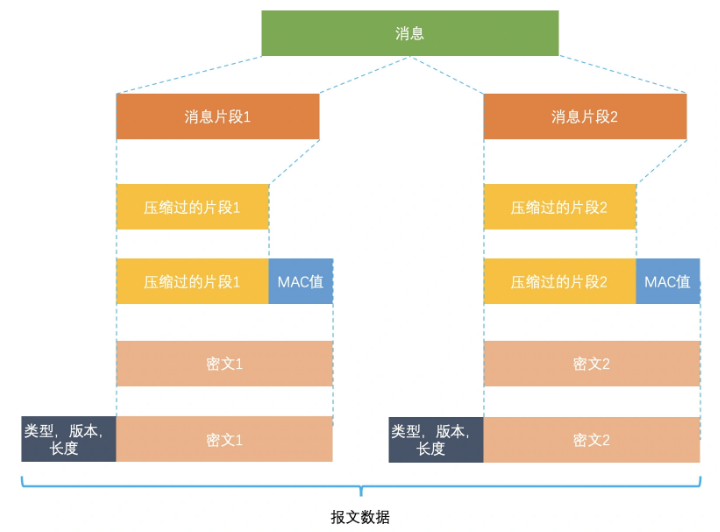 消息
消息片段1
消息片段2
压缩过的片段1
压缩过的片段2
压缩过的片段1
MAC值
压缩过的片段2
MAC值
密文1
密文2
类型，版本，
长度
密文1
类型，版本，
长度
密文2
报文数据